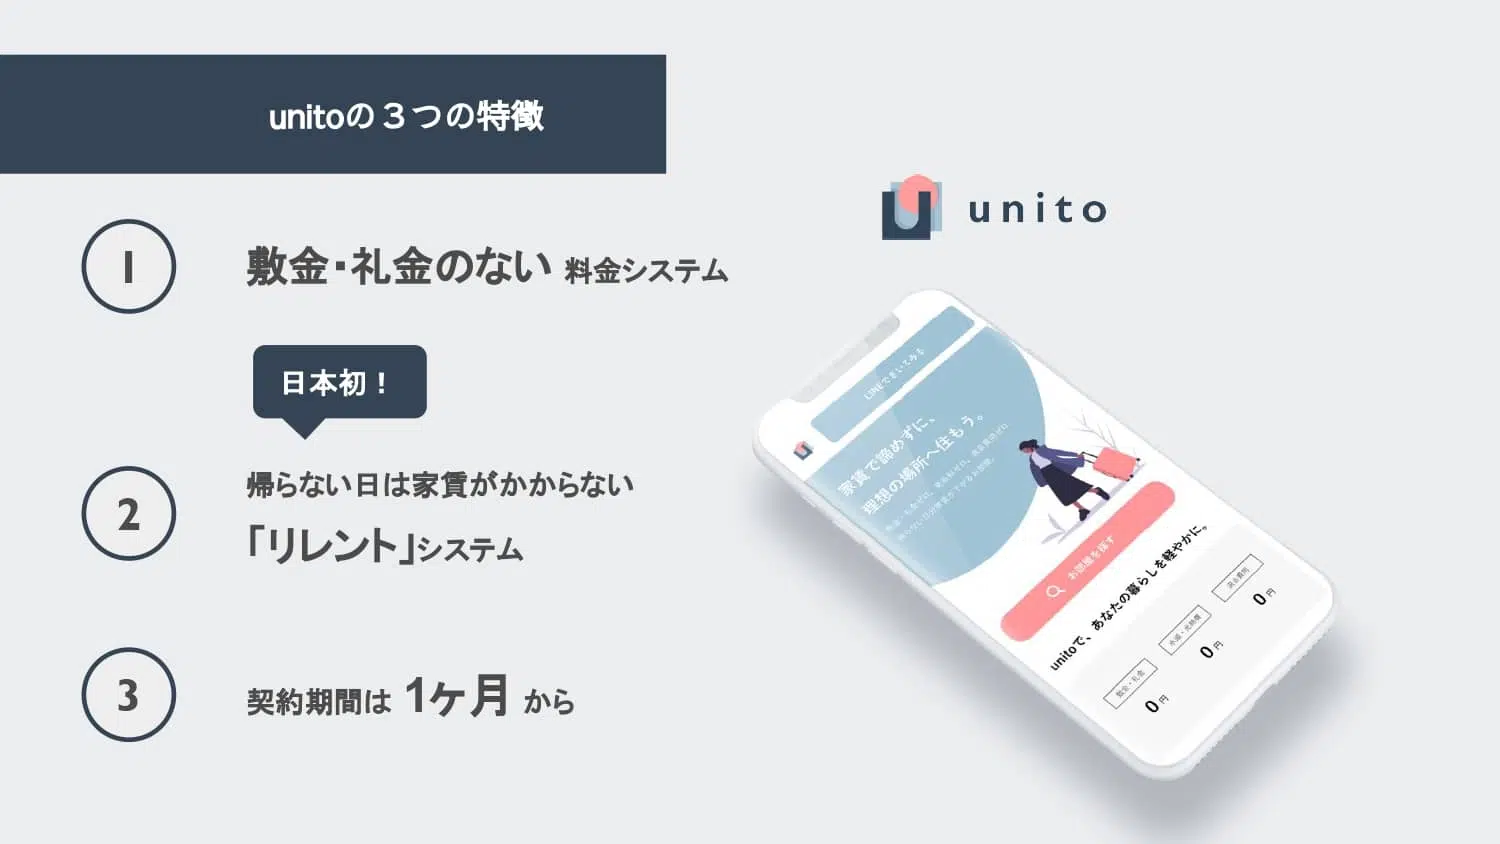 unitoの３つの特徴
1
敷金・礼金のない 料金システム
日本初！
2
帰らない日は家賃がかからない
「リレント」システム
3
契約期間は 1ヶ月 から
unito
LINEできいてみる
家賃で諦めずに、
理想の場所へ住もう。
お部屋を探す
unitoで、あなたの暮らしを軽やかに。
敷金・礼金
0円
水道・光熱費
0円
退去費用
0円